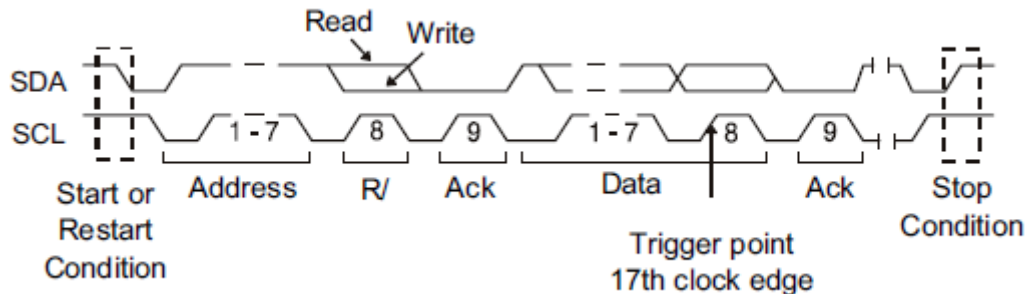 Read
Write
SDA
SCL
1 - 7
8
9
1 - 7
8
9
Address
R/
Ack
Data
Ack
Start or
Restart
Condition
Trigger point
17th clock edge
Stop
Condition